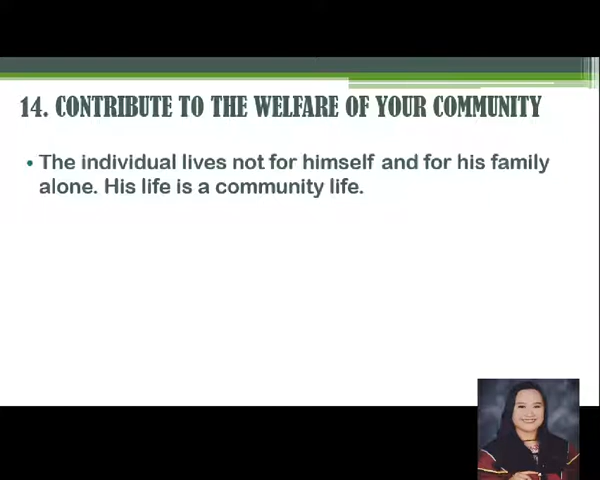 14. CONTRIBUTE TO THE WELFARE OF YOUR COMMUNITY
• The individual lives not for himself and for his family
alone. His life is a community life.